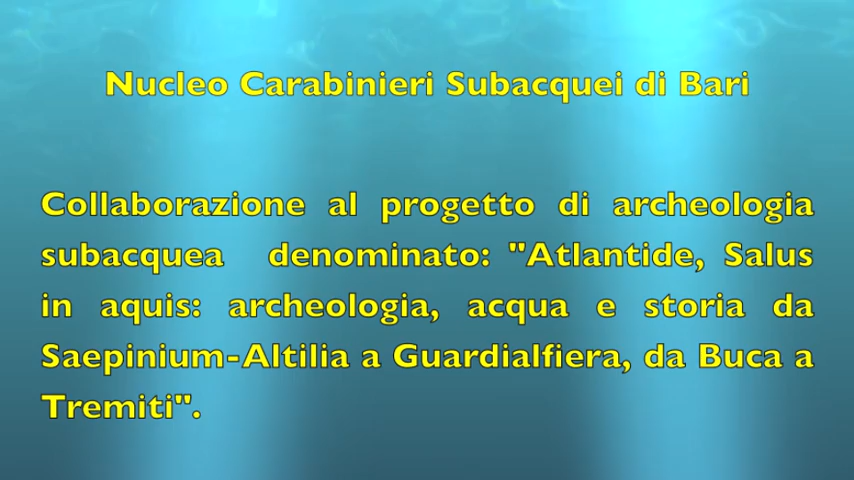 Nucleo Carabinieri Subacquei di Bari
Collaborazione al progetto di archeologia
subacquea denominato: "Atlantide, Salus
in aquis: archeologia, acqua e storia da
Saepinium-Altilia a Guardialfiera, da Buca a
Tremiti".